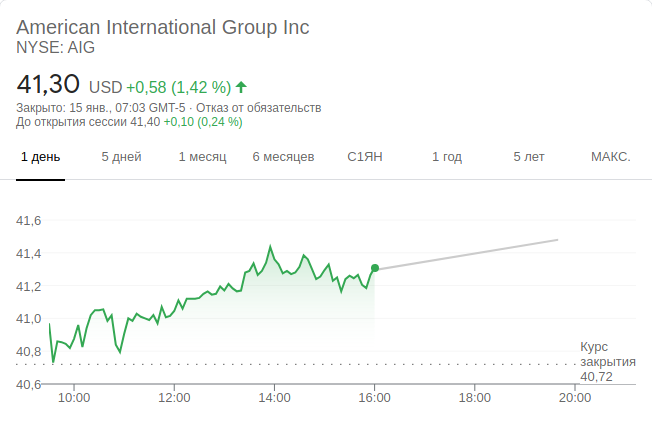 American International Group Inc
NYSE: AIG
41,30 USD +0,58 (1,42 %)
Закрыто: 15 янв., 07:03 GMT-5 · Отказ от обязательств
До открытия сессии 41,40 +0,10 (0,24 %)
1 день 5 дней 1 месяц 6 месяцев С1ЯН 1 год 5 лет МАКС.
41,6
41,4
41,2
41,0
40,8
40,6
Курс
закрытия
40,72
10:00 12:00 14:00 16:00 18:00 20:00